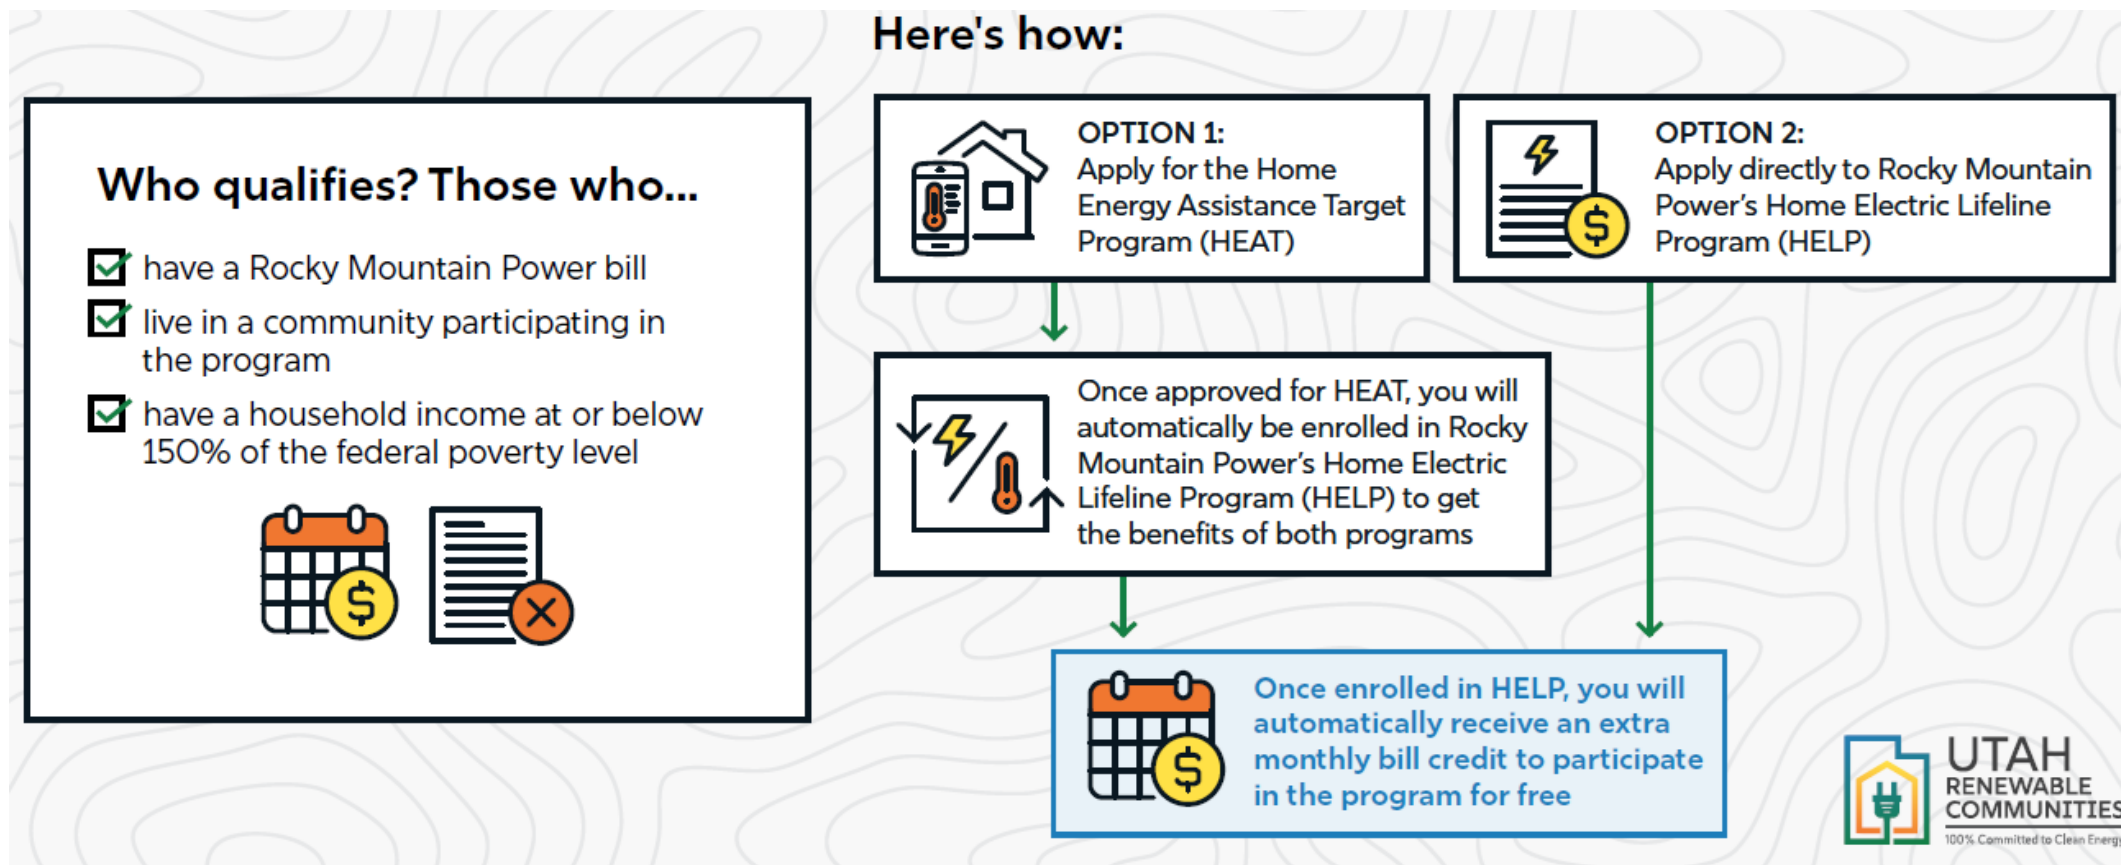 Here's how:
Who qualifies? Those who...
have a Rocky Mountain Power bill
live in a community participating in
the program
have a household income at or below
150% of the federal poverty level
OPTION 1:
Apply for the Home
Energy Assistance Target
Program (HEAT)
OPTION 2:
Apply directly to Rocky Mountain
Power's Home Electric Lifeline
Program (HELP)
Once approved for HEAT, you will
automatically be enrolled in Rocky
Mountain Power's Home Electric
Lifeline Program (HELP) to get
the benefits of both programs
$
$
Once enrolled in HELP, you will
automatically receive an extra
monthly bill credit to participate
in the program for free
$
UTAH
RENEWABLE
COMMUNITIES
100% Committed to Clean Energy